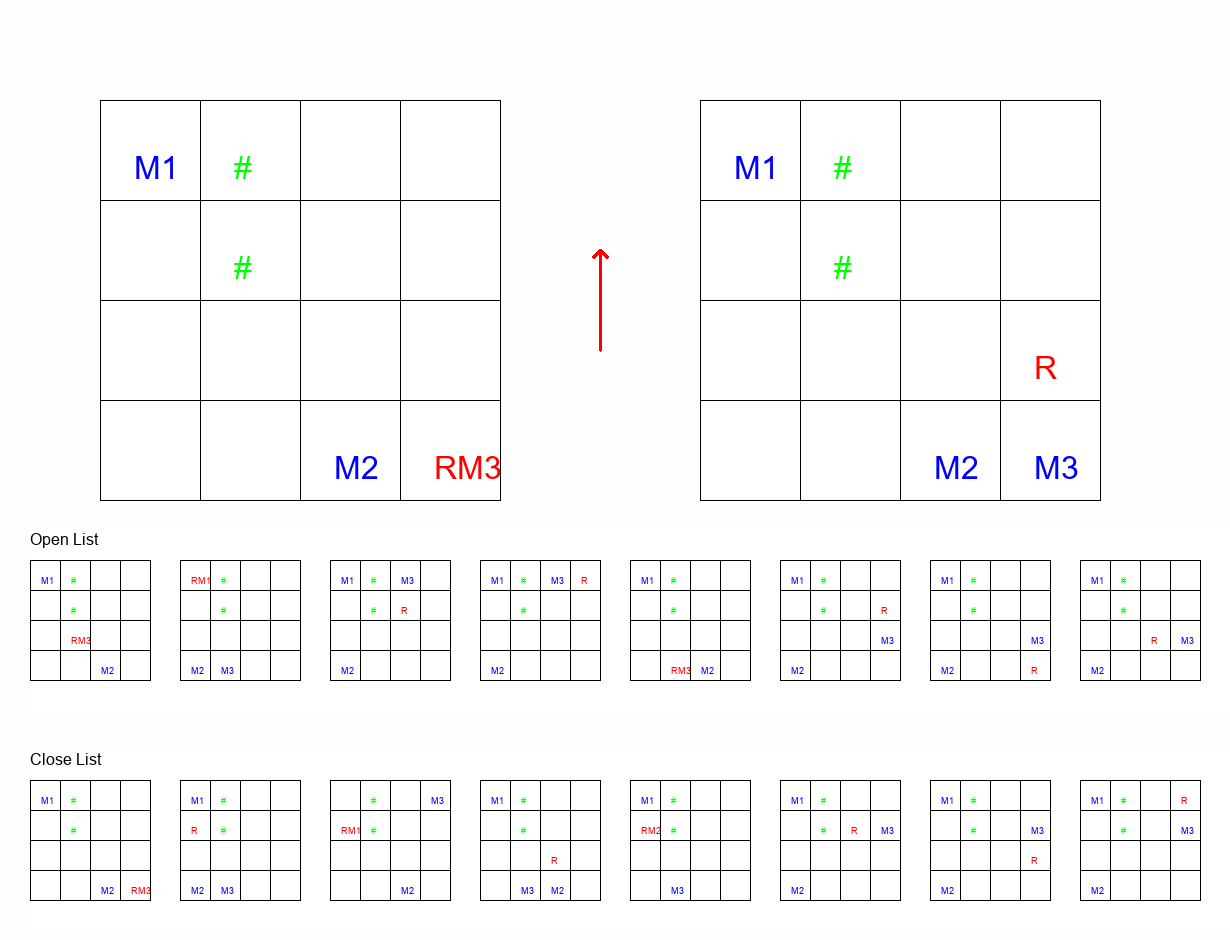 M1 # M1 #
# #
R
M2 RM3 M2 M3
Open List
M1 # RM1 # M1 # M3 M1 # M3 R M1 # M1 # M1 # M1 #
# # # R # # # R # #
RM3 M3 M3 R M3
M2 M2 M3 M2 M2 RM3 M2 M2 M2 R M2
Close List
M1 # M1 # # M3 M1 # M1 # M1 # M1 # M1 # R
# R # RM1 # # RM2 # # R M3 # M3 # M3
R R
M2 RM3 M2 M3 M2 M3 M2 M3 M2 M2 M2